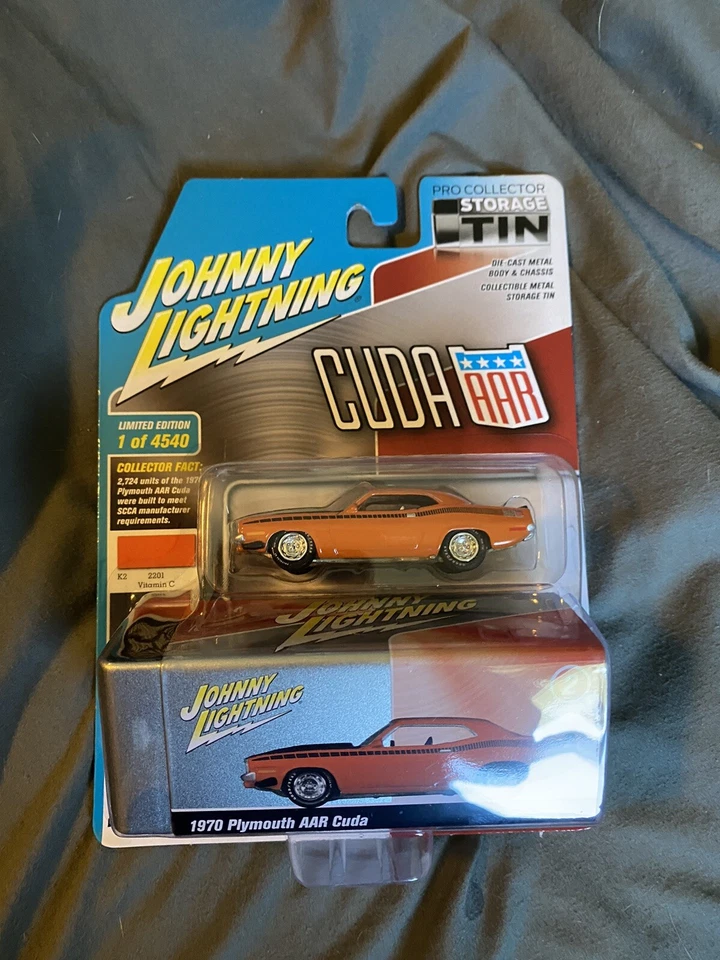 PRO COLLECTOR
STORAGE
TIN
DIE-CAST METAL
BODY & CHASSIS
COLLECTIBLE METAL
STORAGE TIN
JOHNNY
LIGHTNING
®
CUDA AAR
LIMITED EDITION
1 of 4540
COLLECTOR FACT:
2,724 units of the 1970
Plymouth AAR Cuda
were built to meet
SCCA manufacturer
requirements.
K2 2201
Vitamin C
JOHNNY
LIGHTNING
JOHNNY
LIGHTNING
1970 Plymouth AAR Cuda